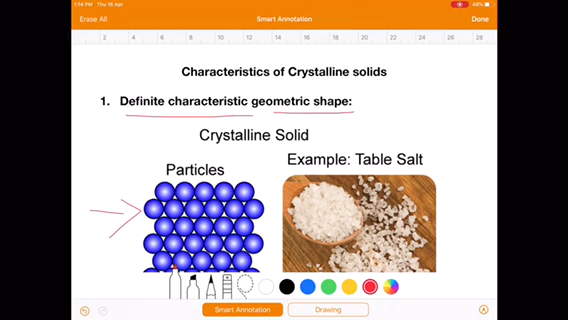 1:14 PM Thu 16 Apr
49%
Erase All
Smart Annotation
Done
2 4 6 8 10 12 14 16 18 20 22 24 26 28
Characteristics of Crystalline solids
1. Definite characteristic geometric shape:
Crystalline Solid
Particles
Example: Table Salt
Smart Annotation
Drawing